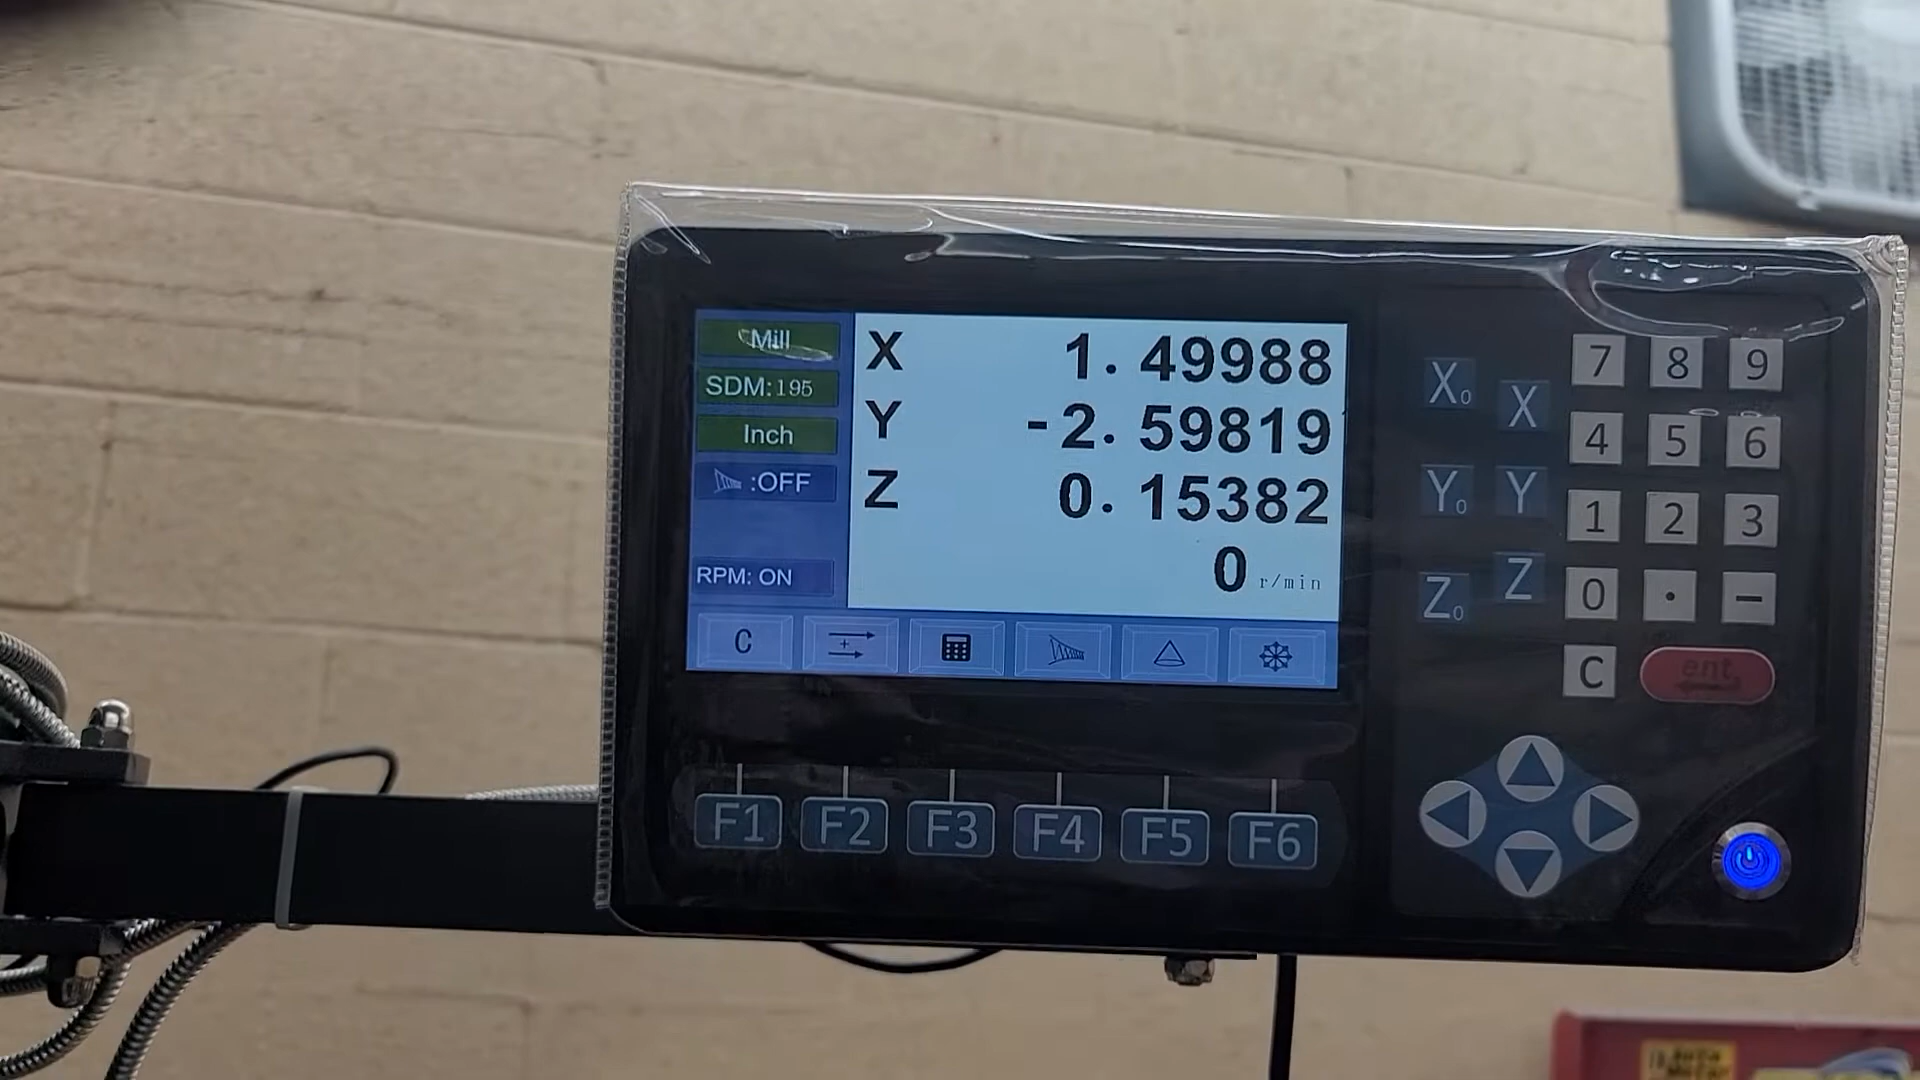 Mill
SDM:195
Inch
:OFF
RPM: ON
X 1.49988
Y -2.59819
Z 0.15382
0 r/min
C
F1 F2 F3 F4 F5 F6
X0 X 7 8 9
4 5 6
Y0 Y 1 2 3
Z0 Z 0 . -
C ent